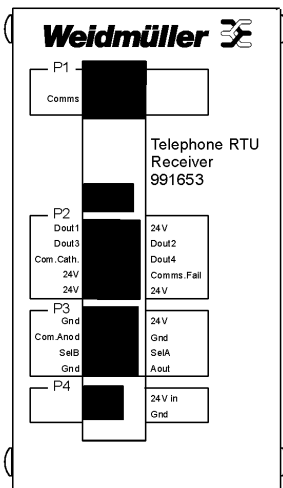 Weidmüller
P1
Comms
Telephone RTU
Receiver
991653
P2
Dout1 24V
Dout3 Dout2
Com.Cath. Dout4
24V Comms.Fail
24V 24V
P3
Gnd 24V
Com.Anod Gnd
SelB SelA
Gnd Aout
P4
24V in
Gnd